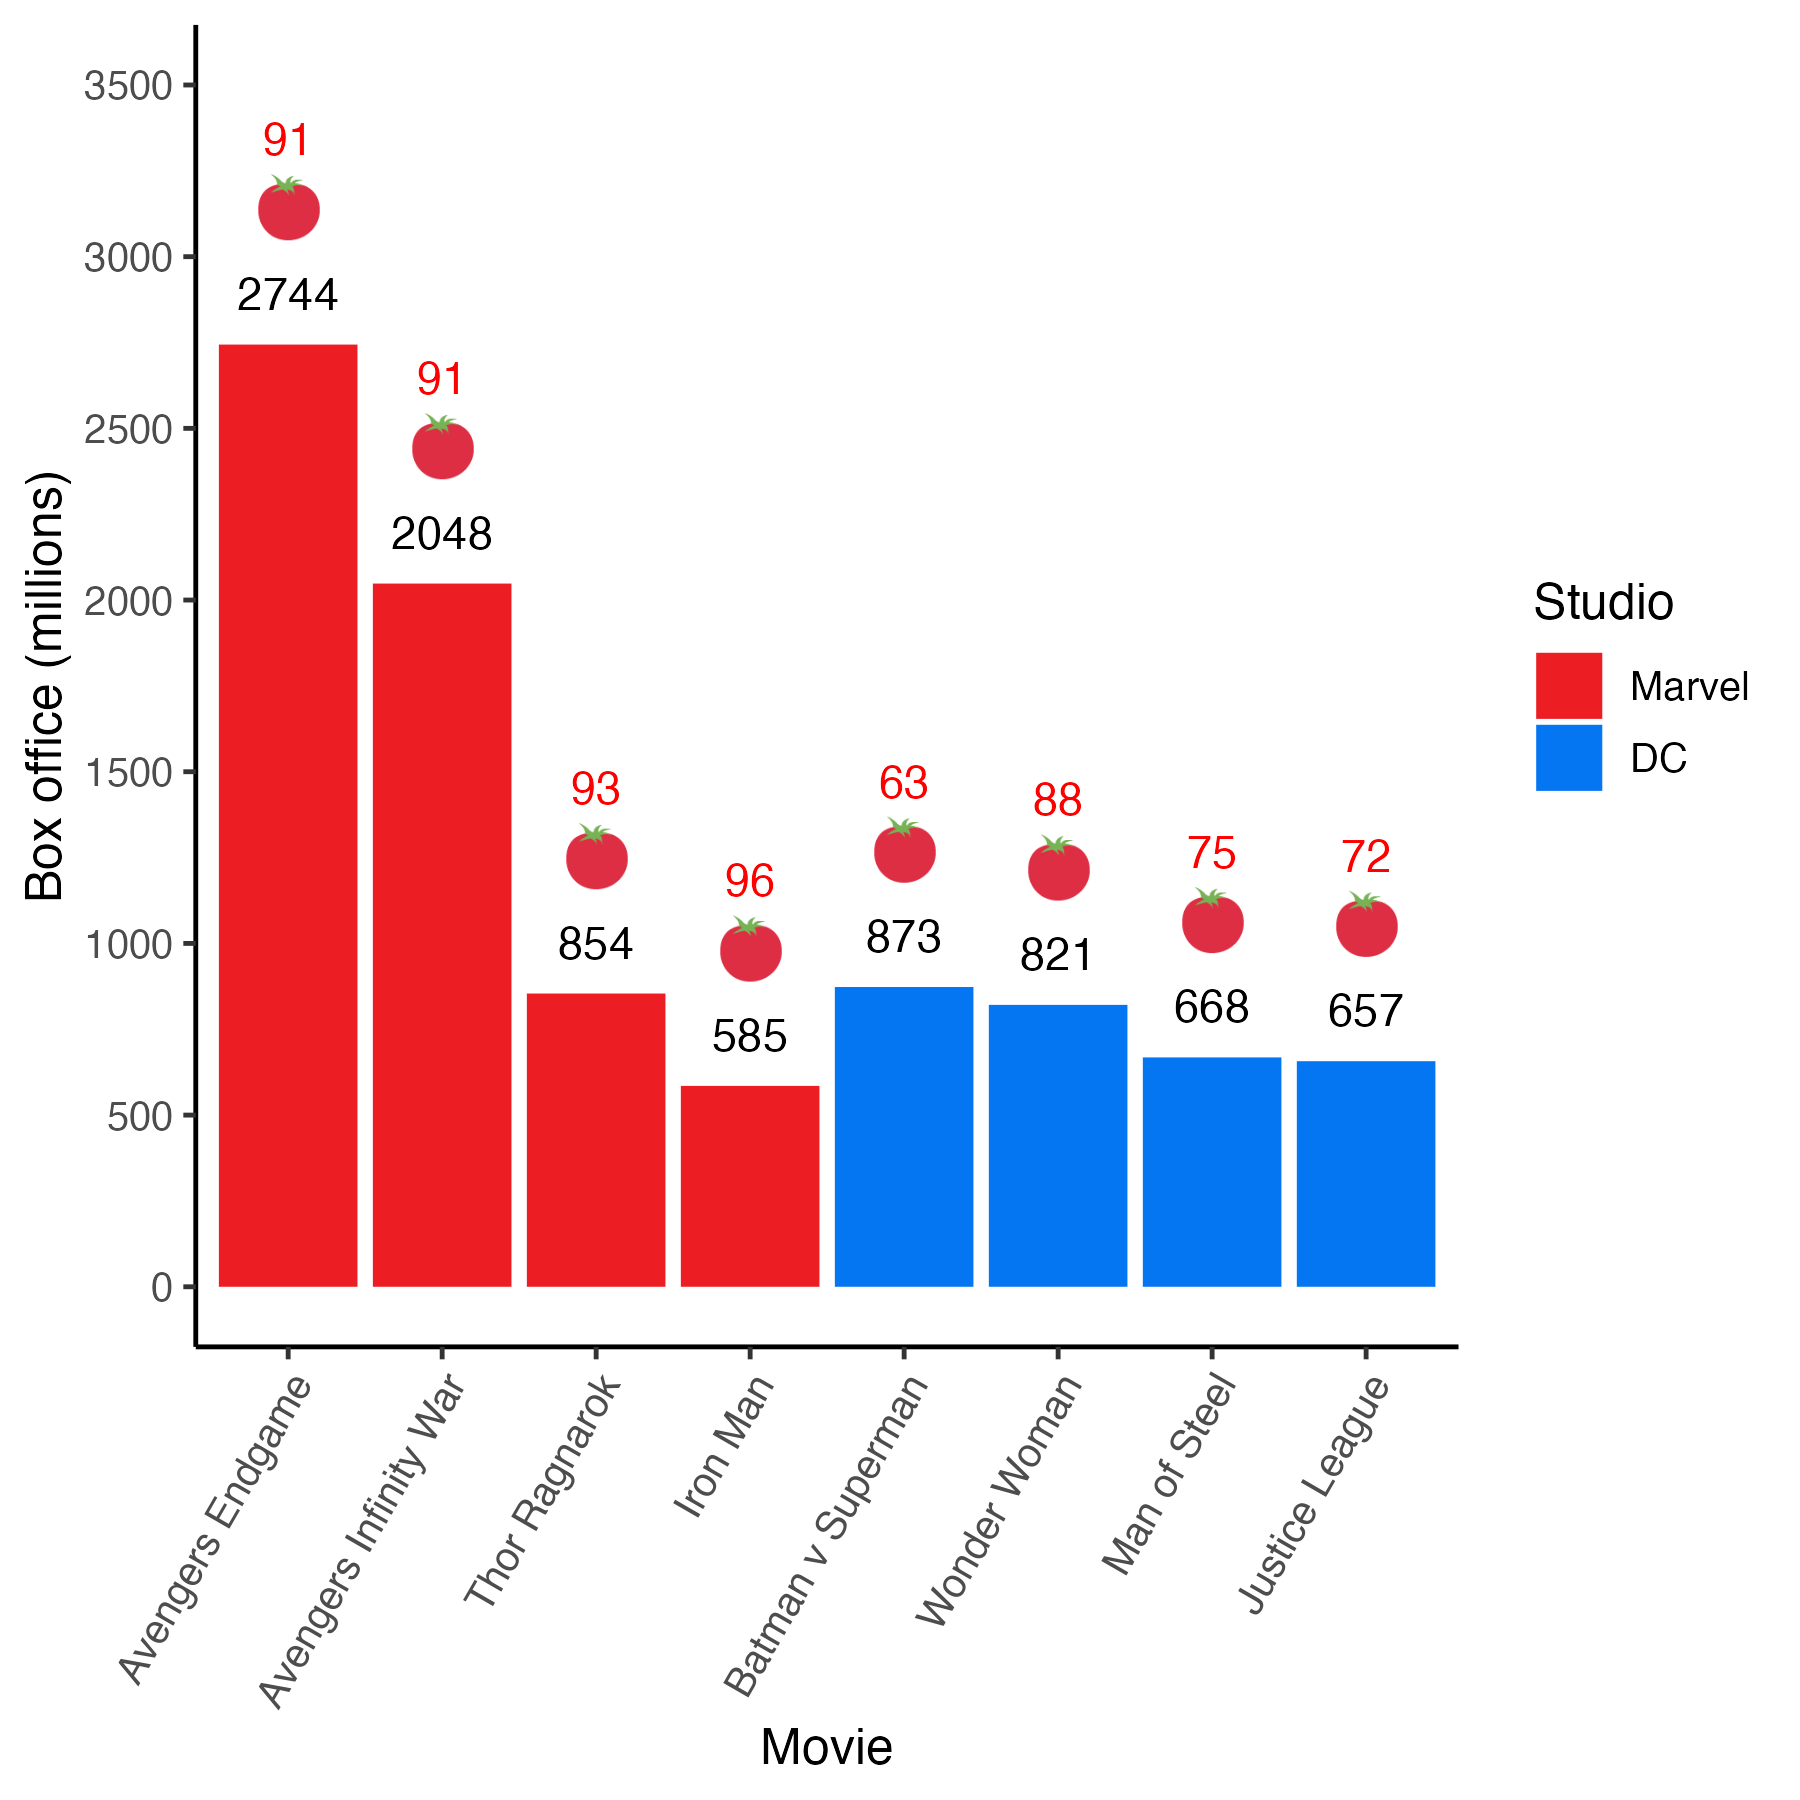 Box office (millions)
3500
3000
2500
2000
1500
1000
500
0
91
2744
91
2048
93
854
96
585
63
873
88
821
75
668
72
657
Avengers Endgame
Avengers Infinity War
Thor Ragnarok
Iron Man
Batman v Superman
Wonder Woman
Man of Steel
Justice League
Movie
Studio
Marvel
DC